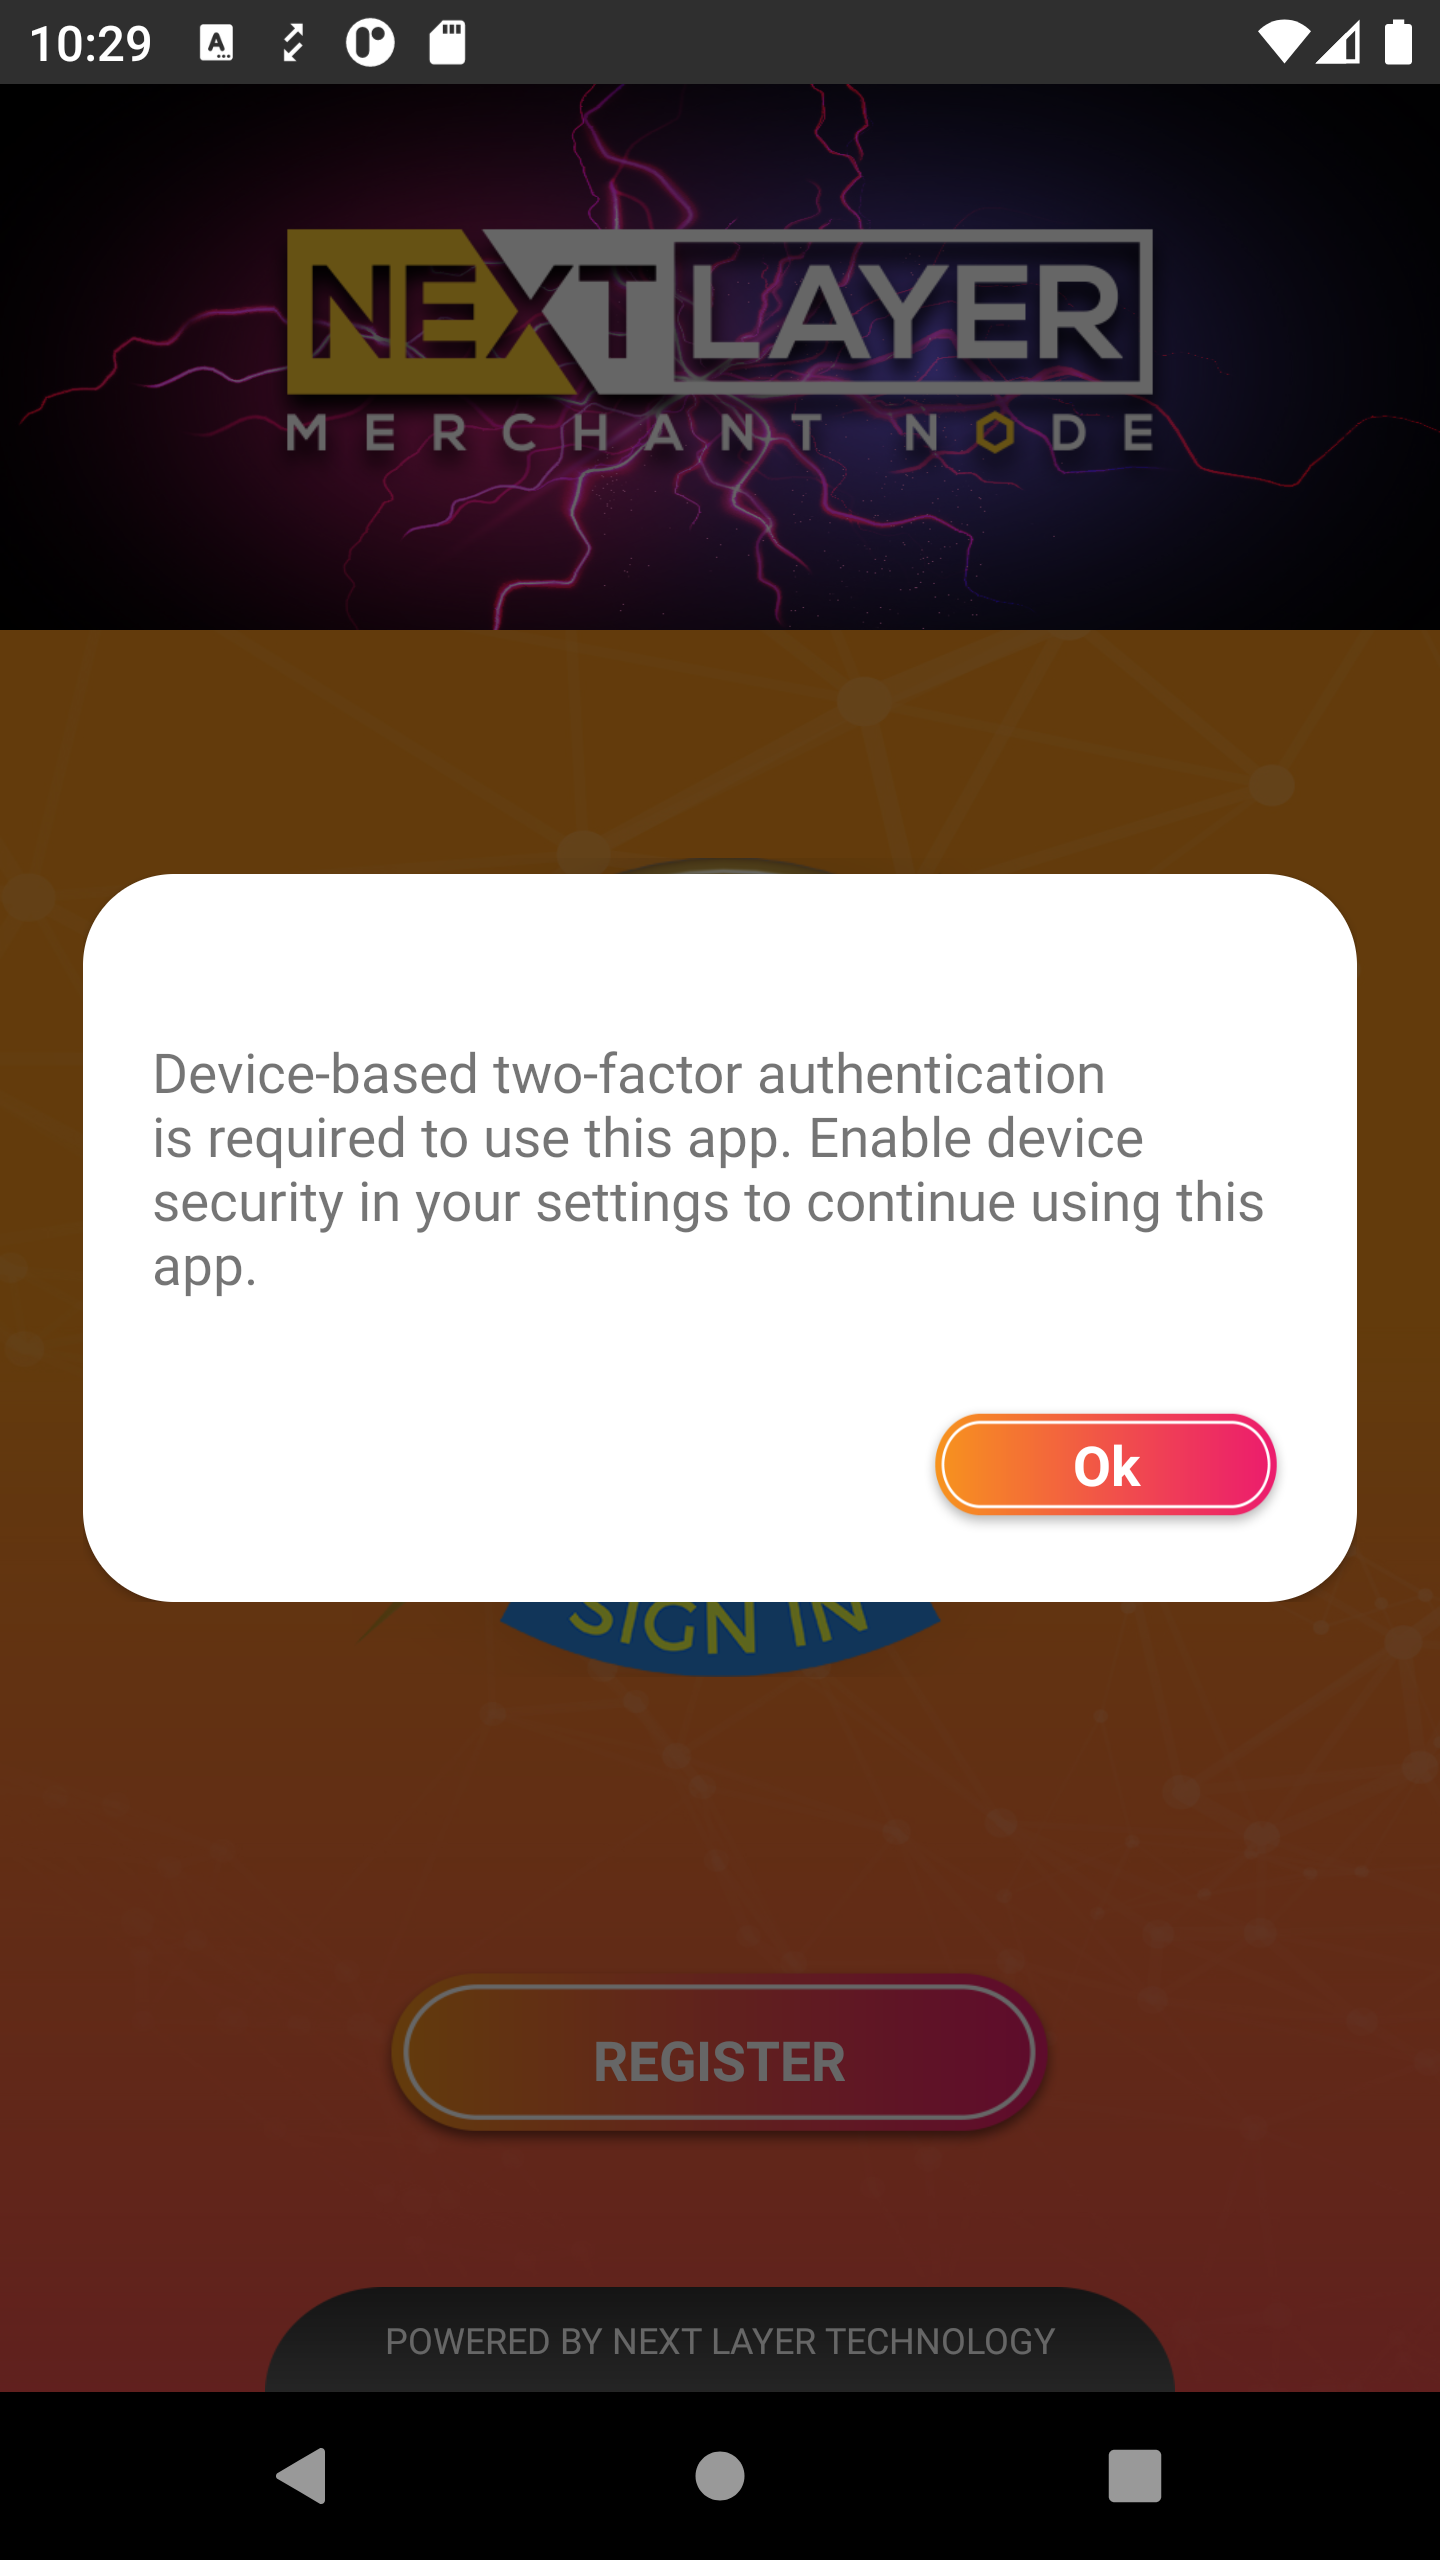 10:29
NEXT LAYER
MERCHANT NODE
Device-based two-factor authentication
is required to use this app. Enable device
security in your settings to continue using this
app.
Ok
SIGN IN
REGISTER
POWERED BY NEXT LAYER TECHNOLOGY